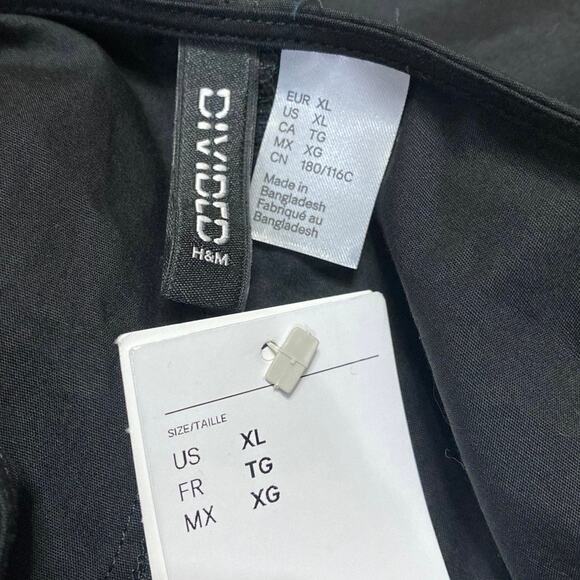 DIVIDED
H&M
EUR XL
US XL
CA TG
MX XG
CN 180/116C
Made in
Bangladesh
Fabriqué au
Bangladesh
SIZE/TAILLE
US XL
FR TG
MX XG